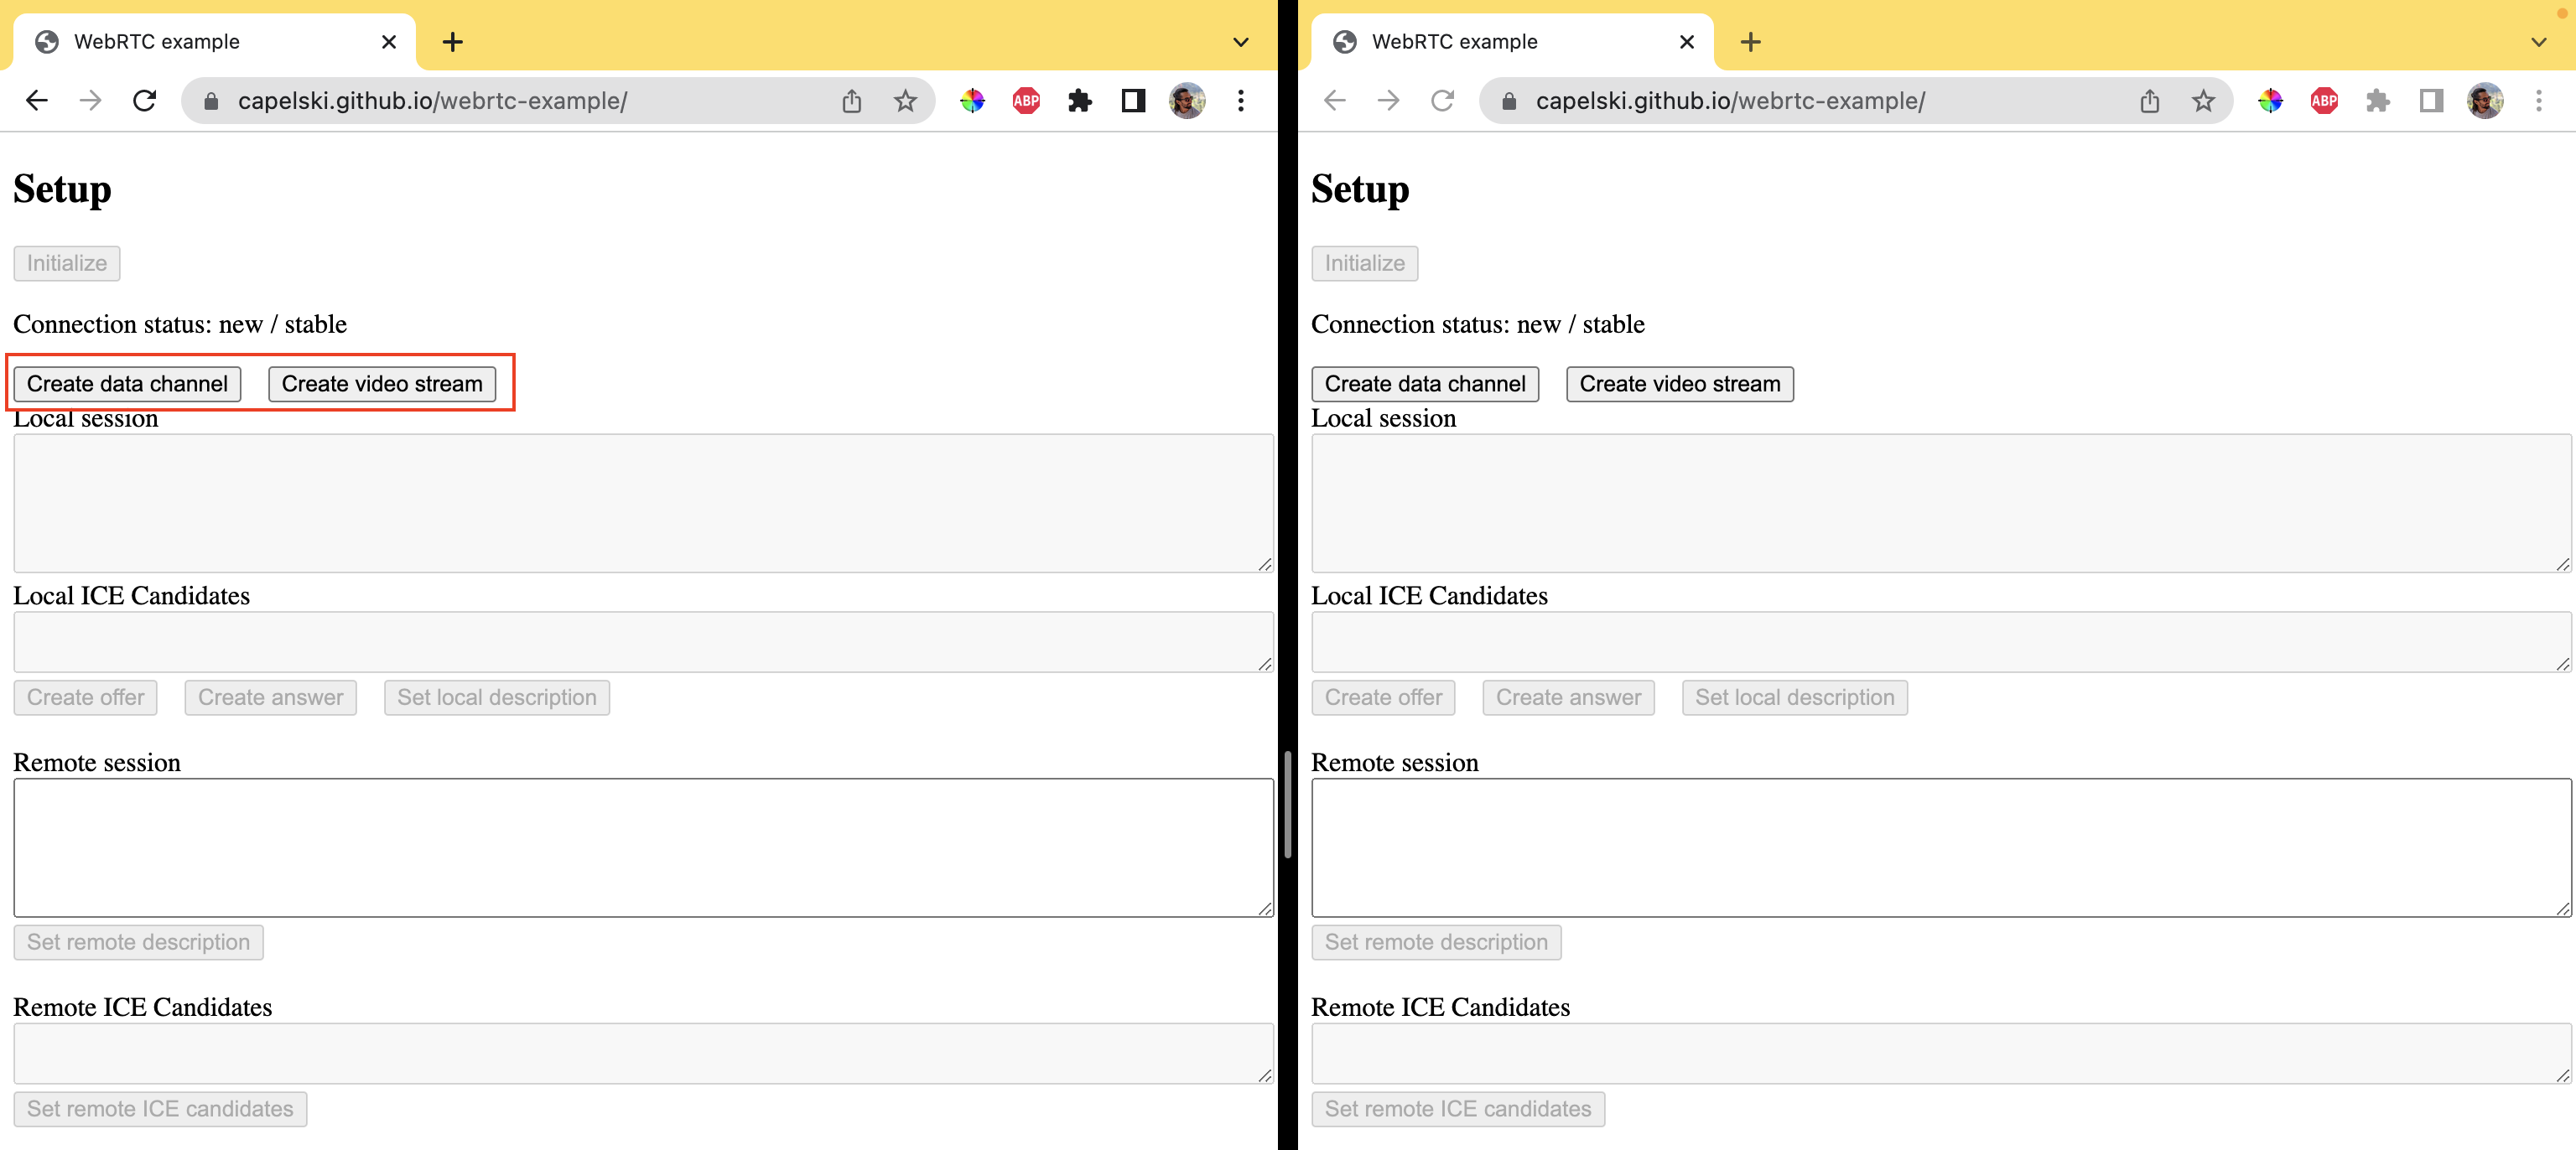 WebRTC example
capelski.github.io/webrtc-example/
ABP
Setup
Initialize
Connection status: new / stable
Create data channel Create video stream
Local session
Local ICE Candidates
Create offer Create answer Set local description
Remote session
Set remote description
Remote ICE Candidates
Set remote ICE candidates
WebRTC example
capelski.github.io/webrtc-example/
ABP
Setup
Initialize
Connection status: new / stable
Create data channel Create video stream
Local session
Local ICE Candidates
Create offer Create answer Set local description
Remote session
Set remote description
Remote ICE Candidates
Set remote ICE candidates